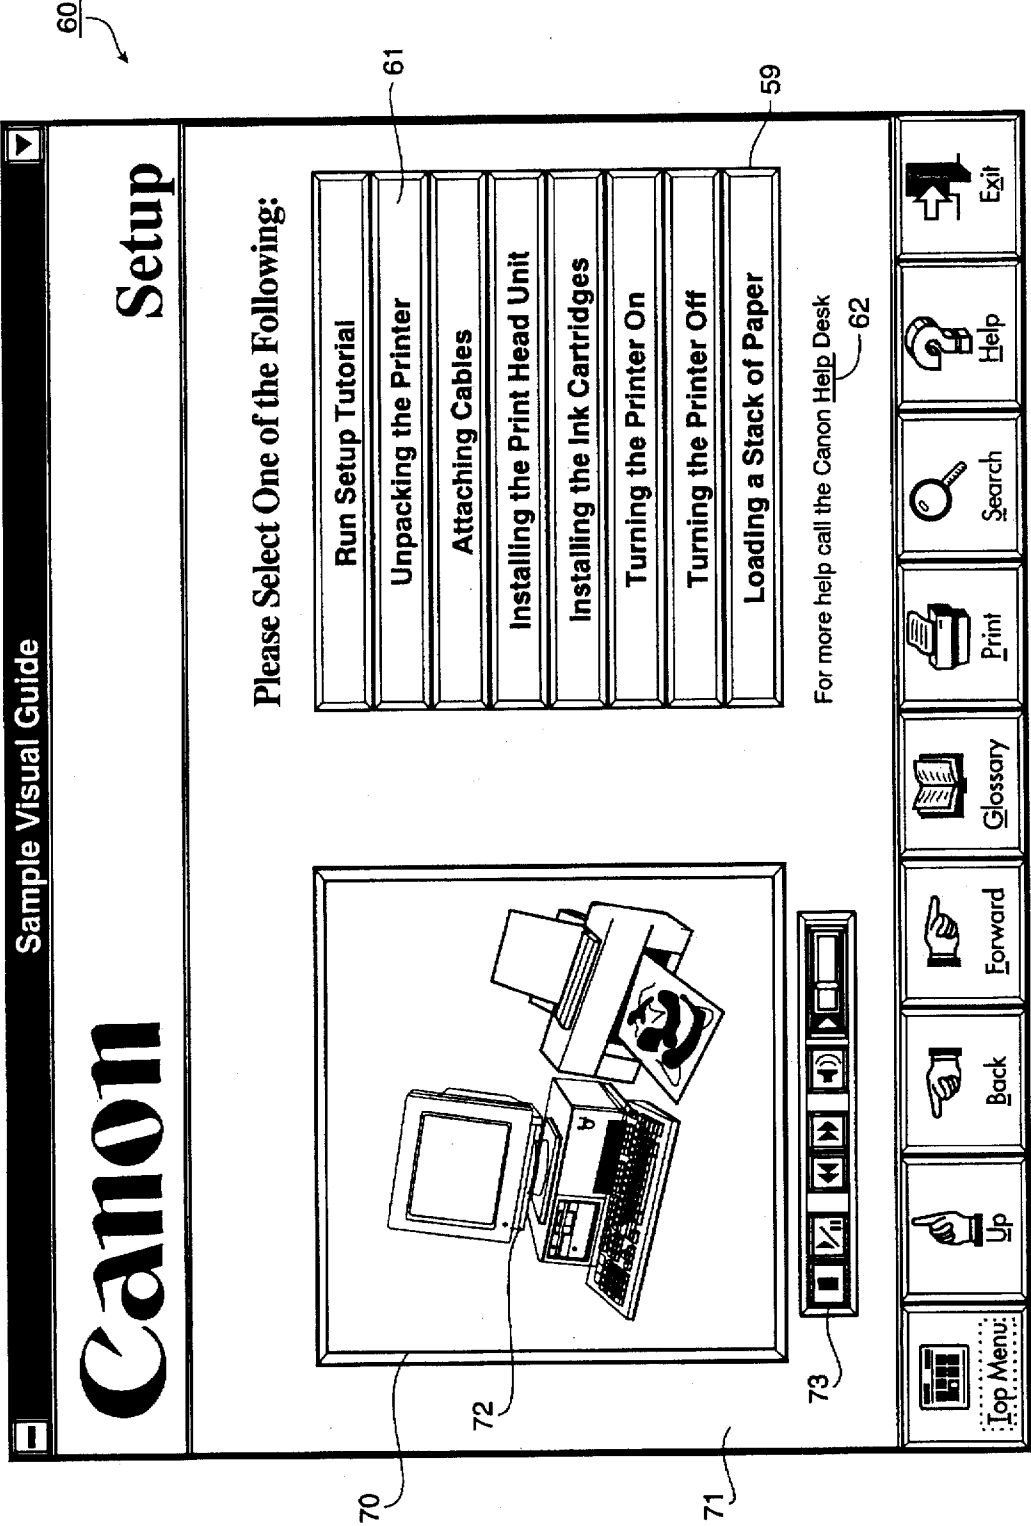 60
Sample Visual Guide
Canon
Setup
61
Please Select One of the Following:
Run Setup Tutorial
Unpacking the Printer
Attaching Cables
Installing the Print Head Unit
Installing the Ink Cartridges
Turning the Printer On
Turning the Printer Off
Loading a Stack of Paper
59
For more help call the Canon Help Desk
62
70
72
A
73
71
Top Menu
Up
Back
Forward
Glossary
Print
Search
Help
Exit